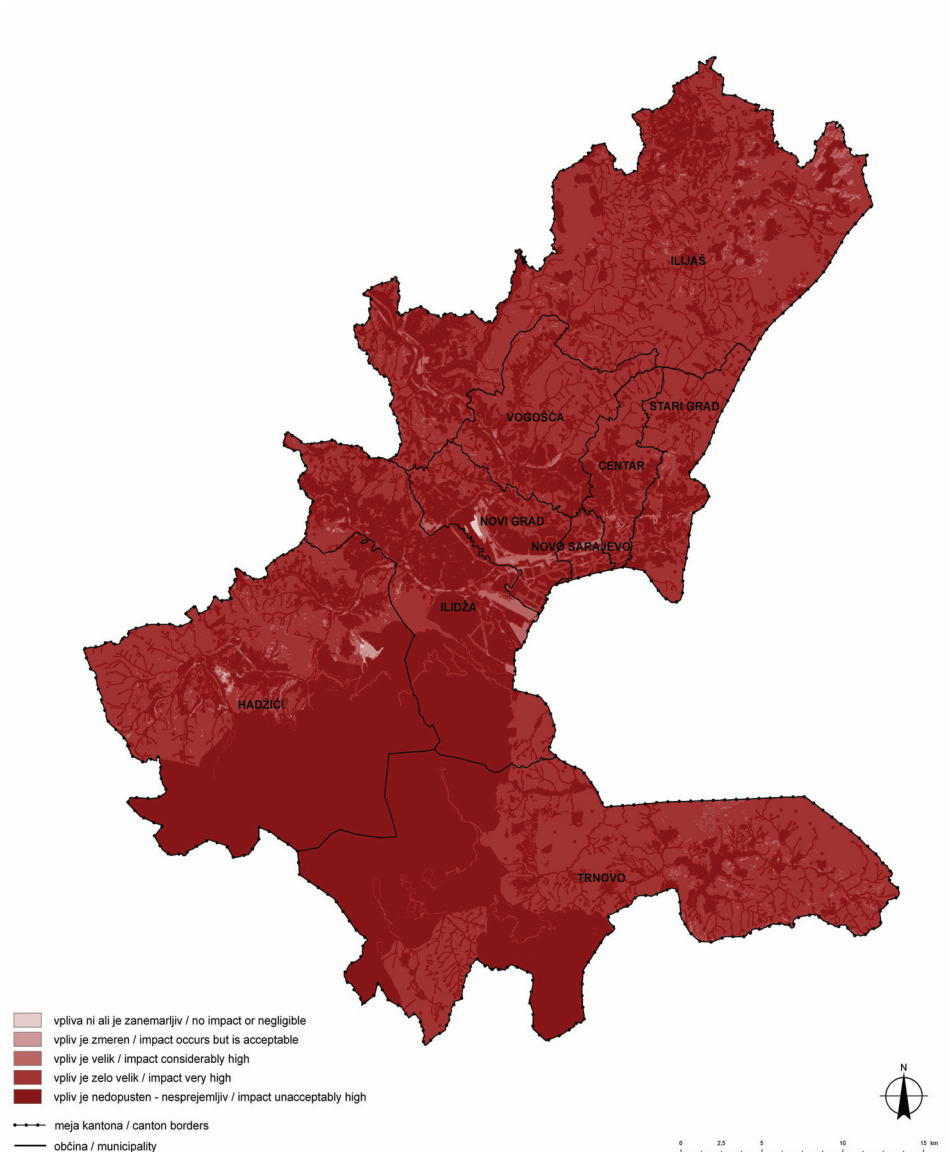 ILIJAŠ
STARI GRAD
VOGOŠĆA
CENTAR
NOVI GRAD
NOVO SARAJEVO
ILIDŽA
HADŽIĆI
TRNOVO
vpliva ni ali je zanemarljiv / no impact or negligible
vpliv je zmeren / impact occurs but is acceptable
vpliv je velik / impact considerably high
vpliv je zelo velik / impact very high
vpliv je nedopusten - nesprejemljiv / impact unacceptably high
meja kantona / canton borders
občina / municipality
N
0 2,5 5 10 15 km